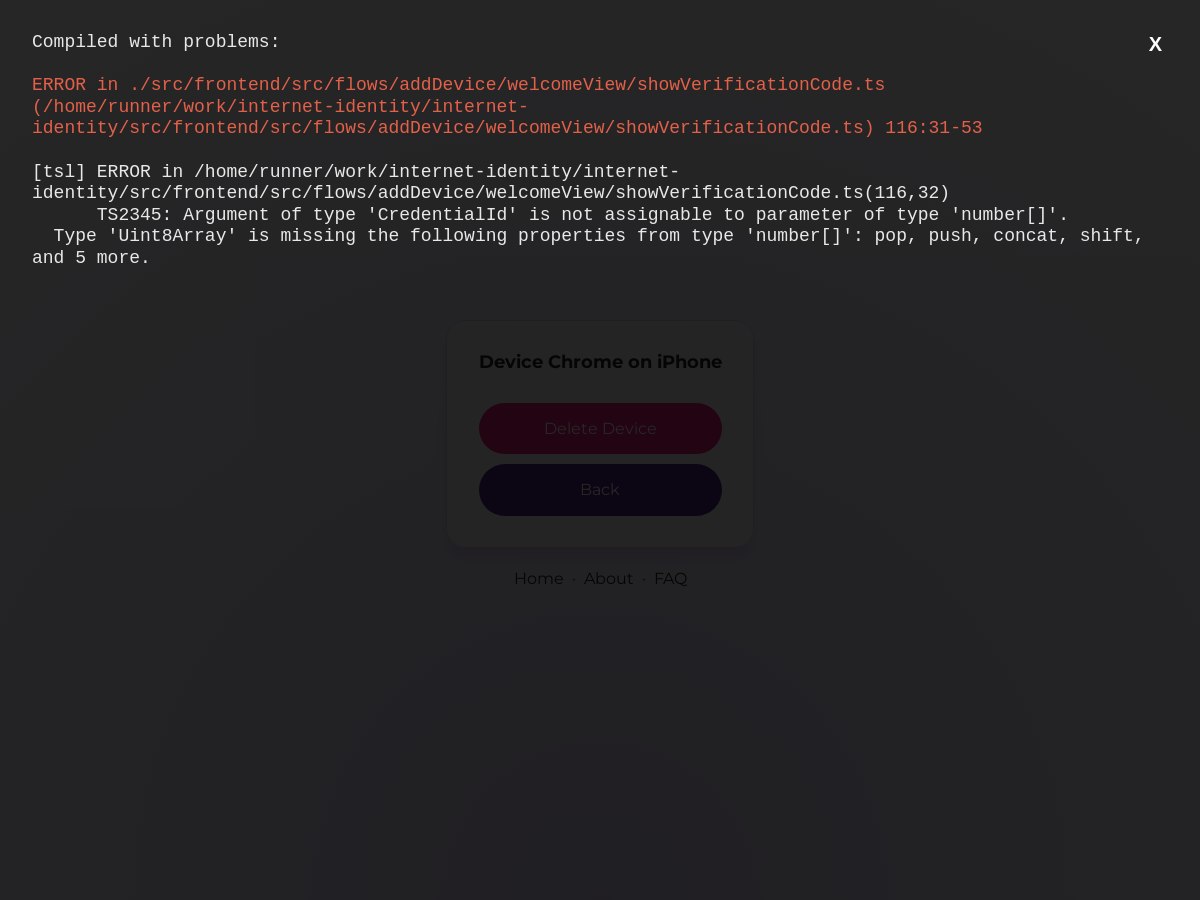 Compiled with problems:
X
ERROR in ./src/frontend/src/flows/addDevice/welcomeView/showVerificationCode.ts
(/home/runner/work/internet-identity/internet-
identity/src/frontend/src/flows/addDevice/welcomeView/showVerificationCode.ts) 116:31-53
[tsl] ERROR in /home/runner/work/internet-identity/internet-
identity/src/frontend/src/flows/addDevice/welcomeView/showVerificationCode.ts(116,32)
TS2345: Argument of type 'CredentialId' is not assignable to parameter of type 'number[]'.
Type 'Uint8Array' is missing the following properties from type 'number[]': pop, push, concat, shift,
and 5 more.
Device Chrome on iPhone
Delete Device
Back
Home · About · FAQ